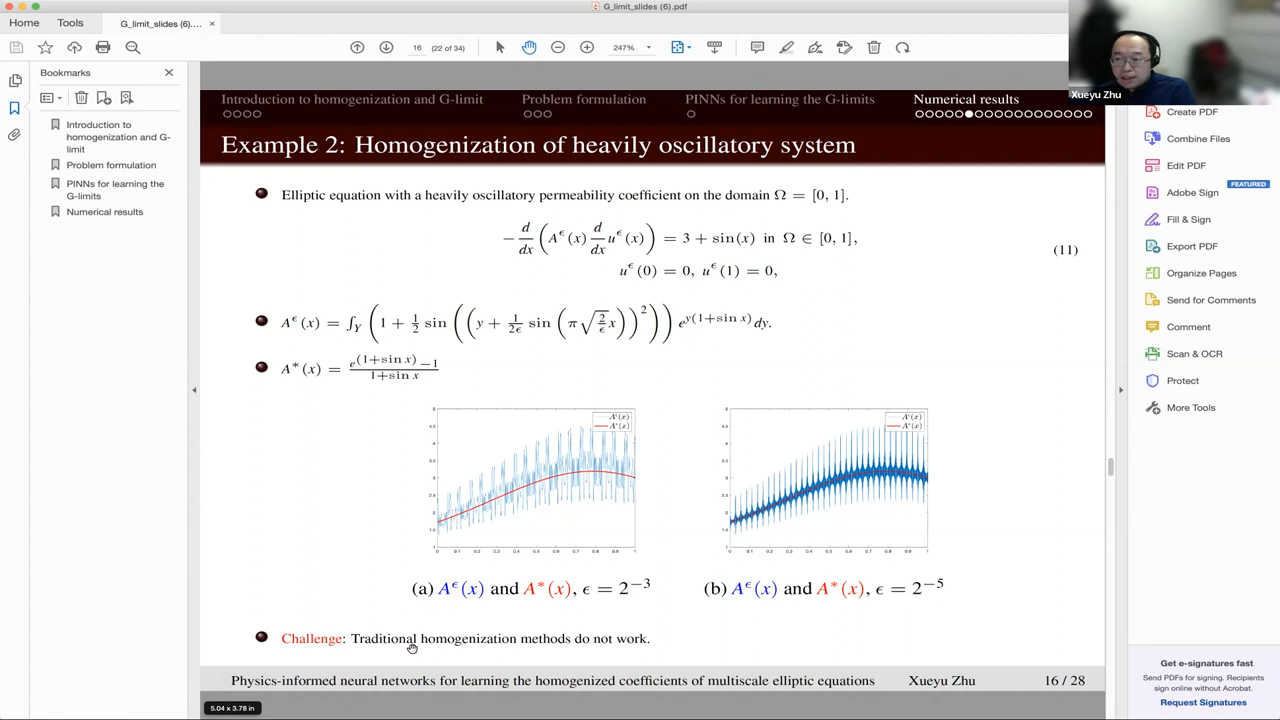 G_limit_slides (6).pdf
Home
Tools
G_limit_slides (6)....
×
16
(22 of 34)
247%
Xueyu Zhu
Bookmarks
Introduction to
homogenization and G-
limit
Problem formulation
PINNs for learning the
G-limits
Numerical results
Introduction to homogenization and G-limit
Problem formulation
PINNs for learning the G-limits
Numerical results
Example 2: Homogenization of heavily oscillatory system
Elliptic equation with a heavily oscillatory permeability coefficient on the domain Ω = [0, 1].
− d/dx (A^ϵ(x) d/dx u^ϵ(x)) = 3 + sin(x) in Ω ∈ [0, 1],
(11)
u^ϵ(0) = 0, u^ϵ(1) = 0,
A^ϵ(x) = ∫_Y (1 + 1/2 sin ((y + 1/2ϵ sin (π√(2/ϵ) x))^2)) e^{y(1+sin x)} dy.
A*(x) = (e^{(1+sin x)} − 1)/(1+sin x)
(a) A^ϵ(x) and A*(x), ϵ = 2^{−3}
(b) A^ϵ(x) and A*(x), ϵ = 2^{−5}
Challenge: Traditional homogenization methods do not work.
Physics-informed neural networks for learning the homogenized coefficients of multiscale elliptic equations
Xueyu Zhu
16 / 28
5.04 x 3.78 in
Create PDF
Combine Files
Edit PDF
FEATURED
Adobe Sign
Fill & Sign
Export PDF
Organize Pages
Send for Comments
Comment
Scan & OCR
Protect
More Tools
Get e-signatures fast
Send PDFs for signing. Recipients
sign online without Acrobat.
Request Signatures